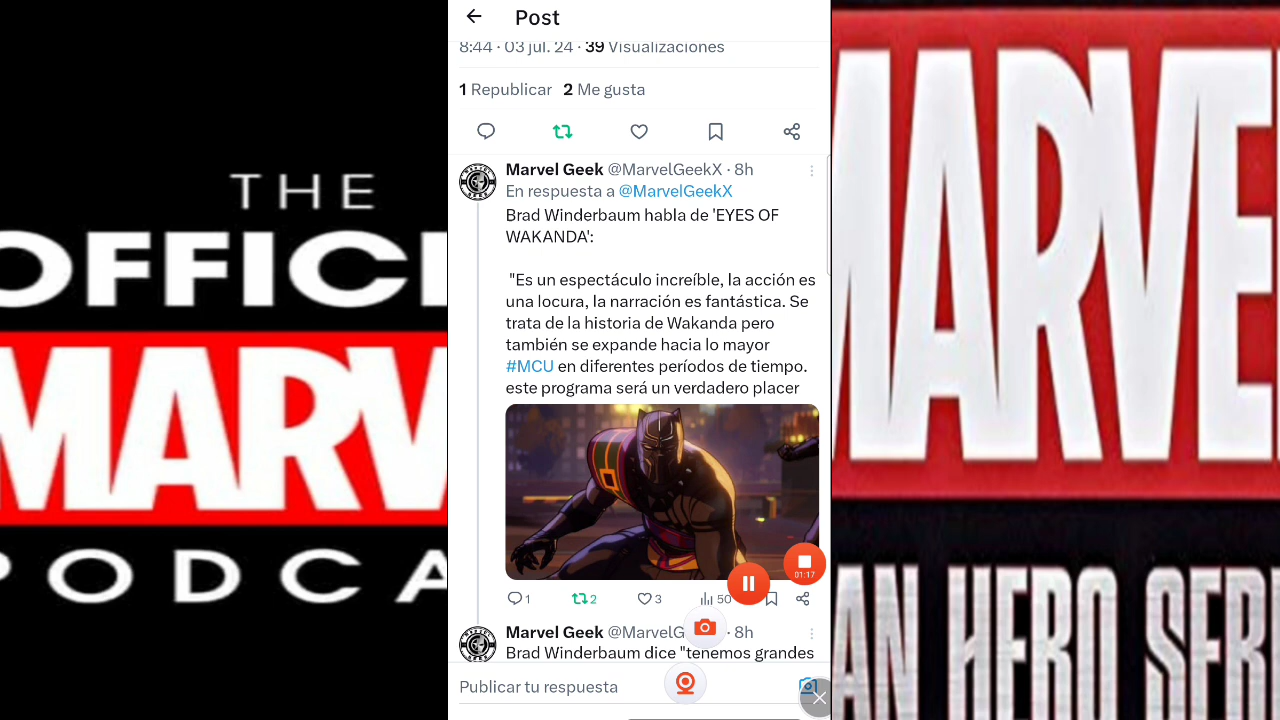 THE
OFFIC
MARV
PODCA
Post
8:44 · 03 jul. 24 · 39 Visualizaciones
1 Republicar 2 Me gusta
Marvel Geek @MarvelGeekX · 8h
En respuesta a @MarvelGeekX
Brad Winderbaum habla de 'EYES OF
WAKANDA':
"Es un espectáculo increíble, la acción es
una locura, la narración es fantástica. Se
trata de la historia de Wakanda pero
también se expande hacia lo mayor
#MCU en diferentes períodos de tiempo.
este programa será un verdadero placer
1 2 3 50
01:17
Marvel Geek @MarvelG · 8h
Brad Winderbaum dice "tenemos grandes
Publicar tu respuesta
MARVE
AN HERO SER